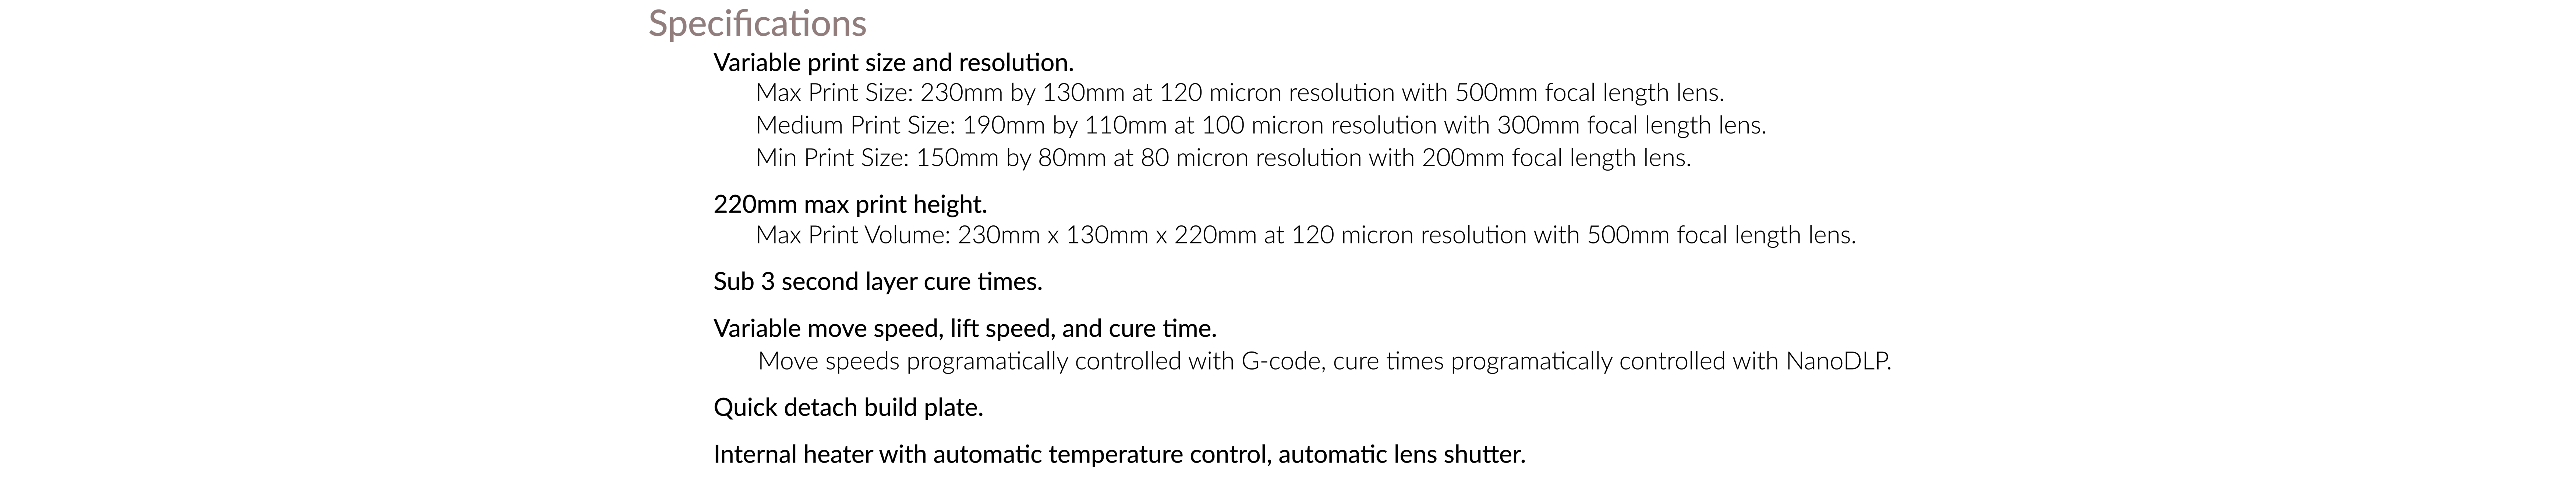 Specifications
Variable print size and resolution.
Max Print Size: 230mm by 130mm at 120 micron resolution with 500mm focal length lens.
Medium Print Size: 190mm by 110mm at 100 micron resolution with 300mm focal length lens.
Min Print Size: 150mm by 80mm at 80 micron resolution with 200mm focal length lens.
220mm max print height.
Max Print Volume: 230mm x 130mm x 220mm at 120 micron resolution with 500mm focal length lens.
Sub 3 second layer cure times.
Variable move speed, lift speed, and cure time.
Move speeds programatically controlled with G-code, cure times programatically controlled with NanoDLP.
Quick detach build plate.
Internal heater with automatic temperature control, automatic lens shutter.